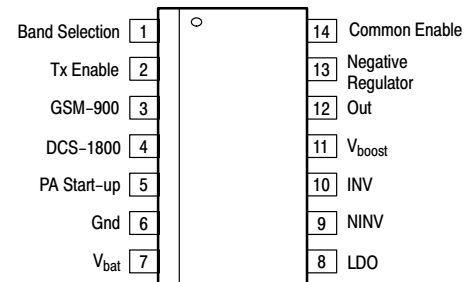 Band Selection 1
Tx Enable 2
GSM-900 3
DCS-1800 4
PA Start-up 5
Gnd 6
Vbat 7
14 Common Enable
13 Negative
Regulator
12 Out
11 Vboost
10 INV
9 NINV
8 LDO